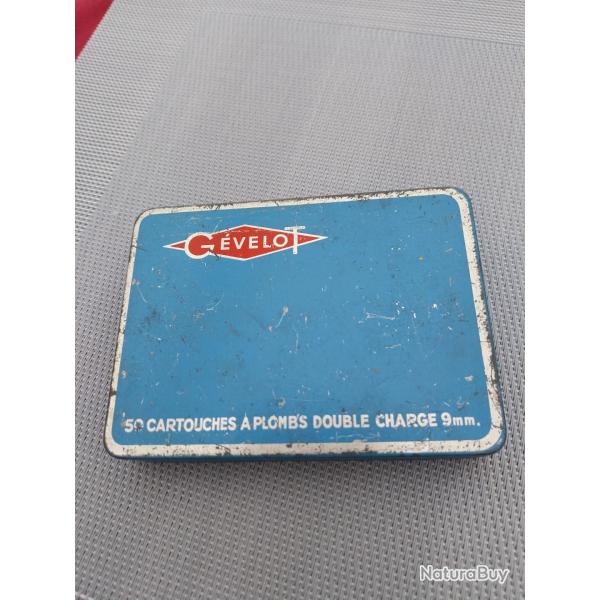 GÉVELOT
50 CARTOUCHES A PLOMBS DOUBLE CHARGE 9mm.
NaturaBuy